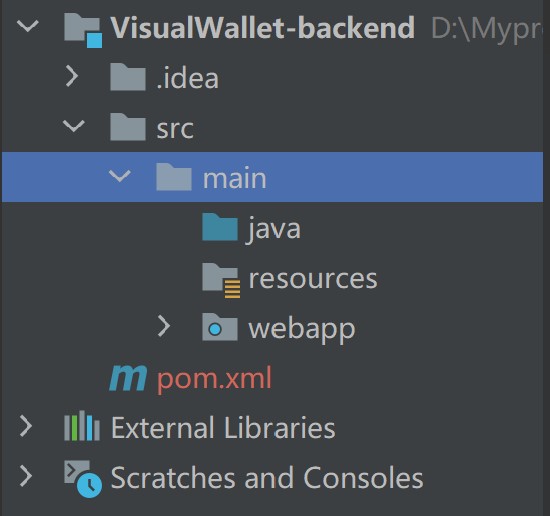 VisualWallet-backend D:\Mypr
.idea
src
main
java
resources
webapp
pom.xml
External Libraries
Scratches and Consoles